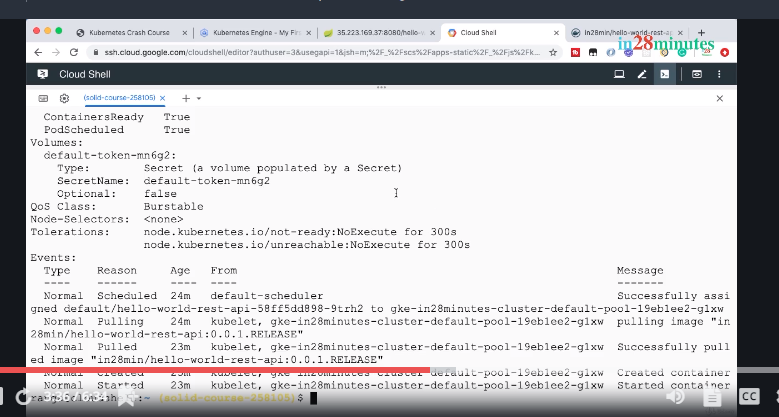 Kubernetes Crash Course
Kubernetes Engine - My Firs
35.223.169.37:8080/hello-w
Cloud Shell
in28min/hello-world-rest-a
in28minutes
ssh.cloud.google.com/cloudshell/editor?authuser=3&usegapi=1&jsh=m;%2F_%2Fscs%2Fapps-static%2F_%2Fjs%2Fk...
Cloud Shell
(solid-course-258105)
ContainersReady True
PodScheduled True
Volumes:
default-token-mn6g2:
Type: Secret (a volume populated by a Secret)
SecretName: default-token-mn6g2
Optional: false
QoS Class: Burstable
Node-Selectors: <none>
Tolerations: node.kubernetes.io/not-ready:NoExecute for 300s
node.kubernetes.io/unreachable:NoExecute for 300s
Events:
Type Reason Age From Message
---- ------ ---- ---- -------
Normal Scheduled 24m default-scheduler Successfully assi
gned default/hello-world-rest-api-58ff5dd898-9trh2 to gke-in28minutes-cluster-default-pool-19eb1ee2-glxw
Normal Pulling 24m kubelet, gke-in28minutes-cluster-default-pool-19eb1ee2-glxw pulling image "in
28min/hello-world-rest-api:0.0.1.RELEASE"
Normal Pulled 23m kubelet, gke-in28minutes-cluster-default-pool-19eb1ee2-glxw Successfully pull
ed image "in28min/hello-world-rest-api:0.0.1.RELEASE"
Normal Created 23m kubelet, gke-in28minutes-cluster-default-pool-19eb1ee2-glxw Created container
Normal Started 23m kubelet, gke-in28minutes-cluster-default-pool-19eb1ee2-glxw Started container
:~ (solid-course-258105)$
CC